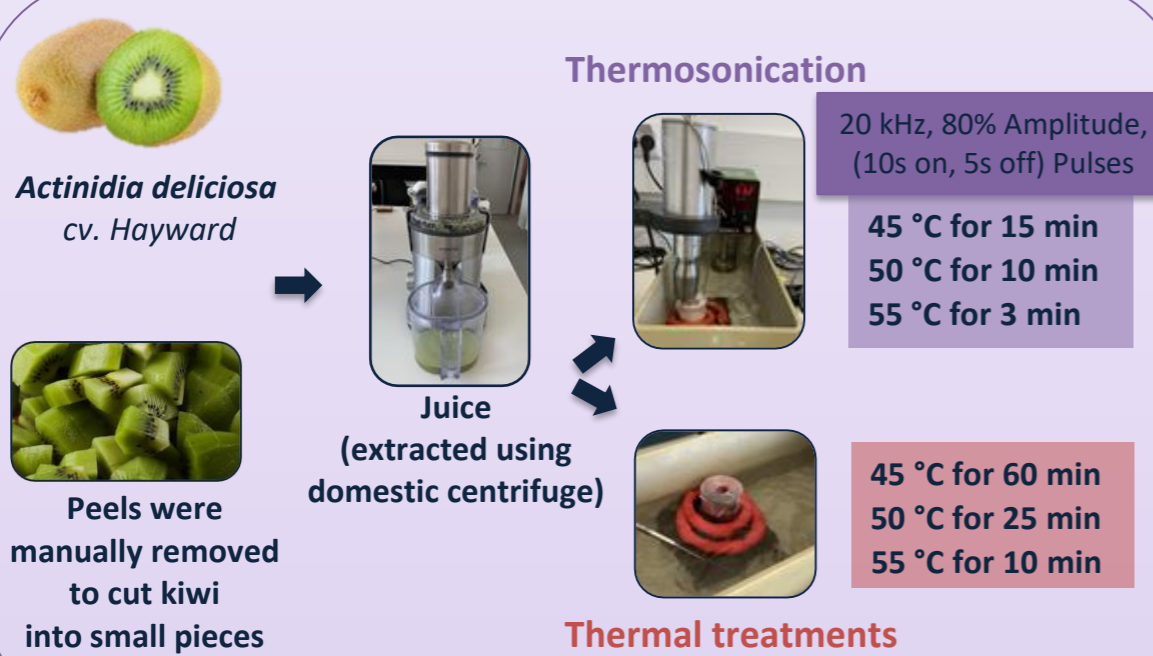 Actinidia deliciosa
cv. Hayward
Peels were
manually removed
to cut kiwi
into small pieces
Juice
(extracted using
domestic centrifuge)
Thermosonication
20 kHz, 80% Amplitude,
(10s on, 5s off) Pulses
45 °C for 15 min
50 °C for 10 min
55 °C for 3 min
45 °C for 60 min
50 °C for 25 min
55 °C for 10 min
Thermal treatments